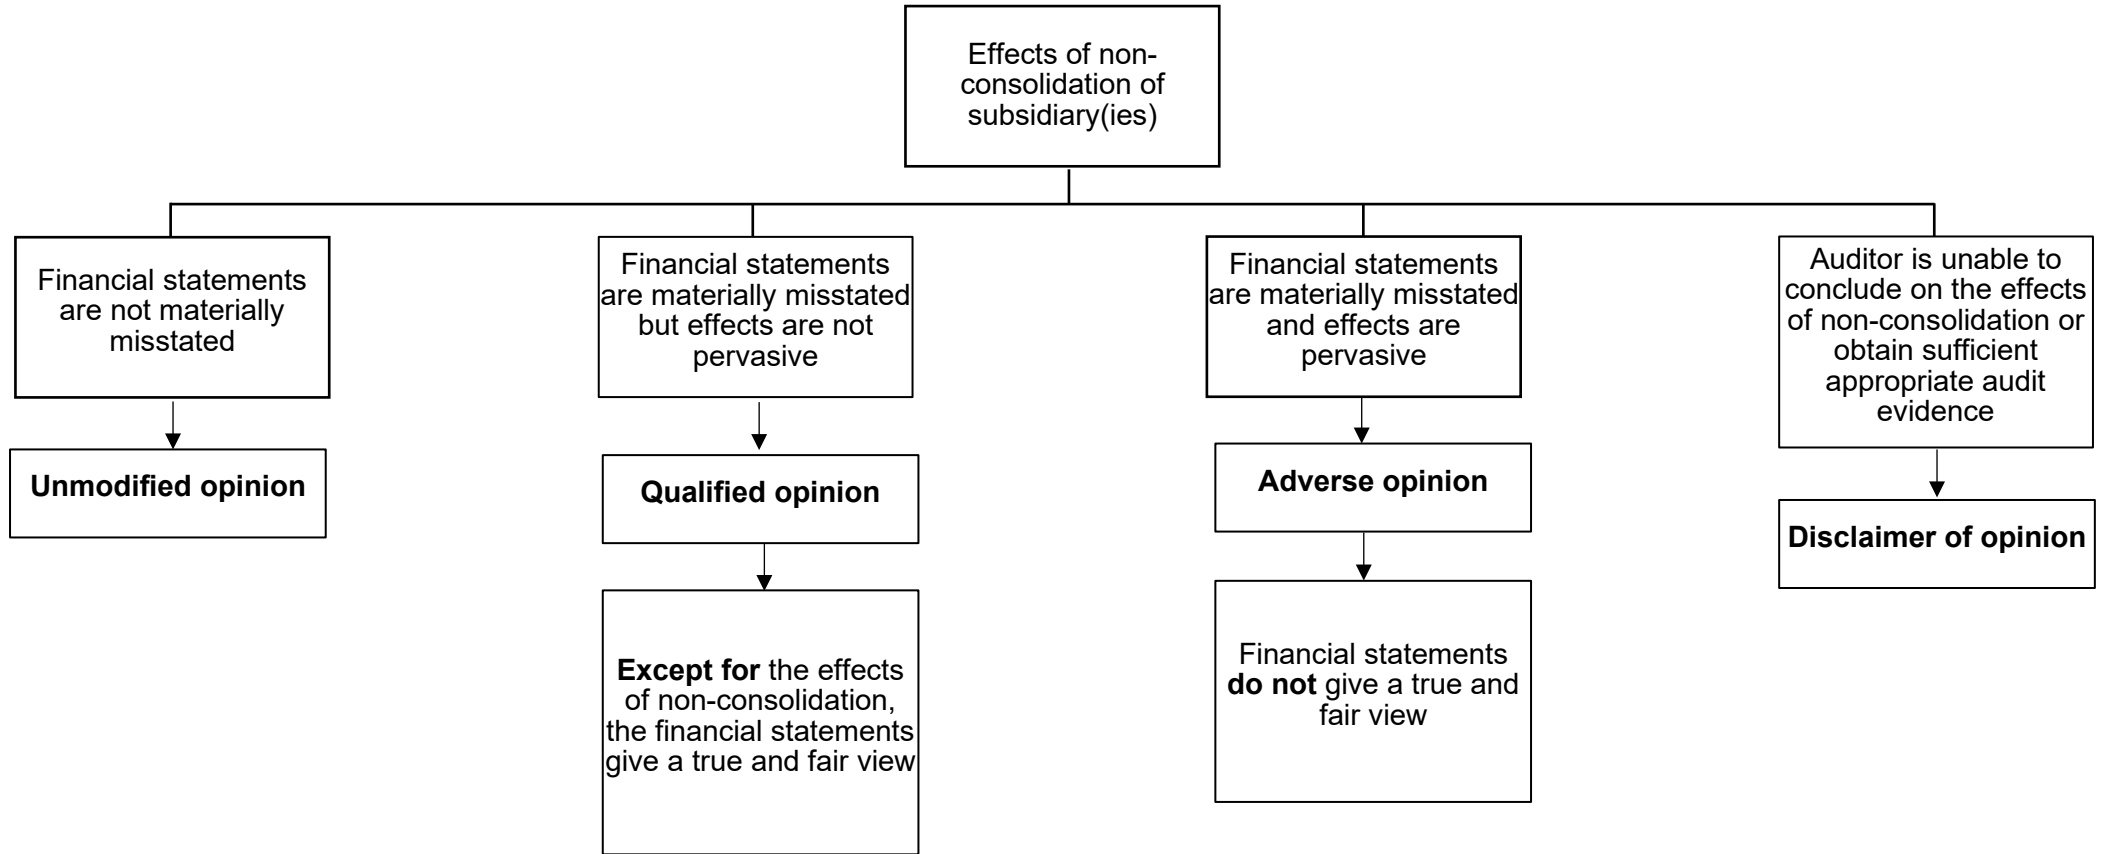 Effects of non-
consolidation of
subsidiary(ies)
Financial statements
are not materially
misstated
Financial statements
are materially misstated
but effects are not
pervasive
Financial statements
are materially misstated
and effects are
pervasive
Auditor is unable to
conclude on the effects
of non-consolidation or
obtain sufficient
appropriate audit
evidence
Unmodified opinion
Qualified opinion
Adverse opinion
Disclaimer of opinion
Except for the effects
of non-consolidation,
the financial statements
give a true and fair view
Financial statements
do not give a true and
fair view